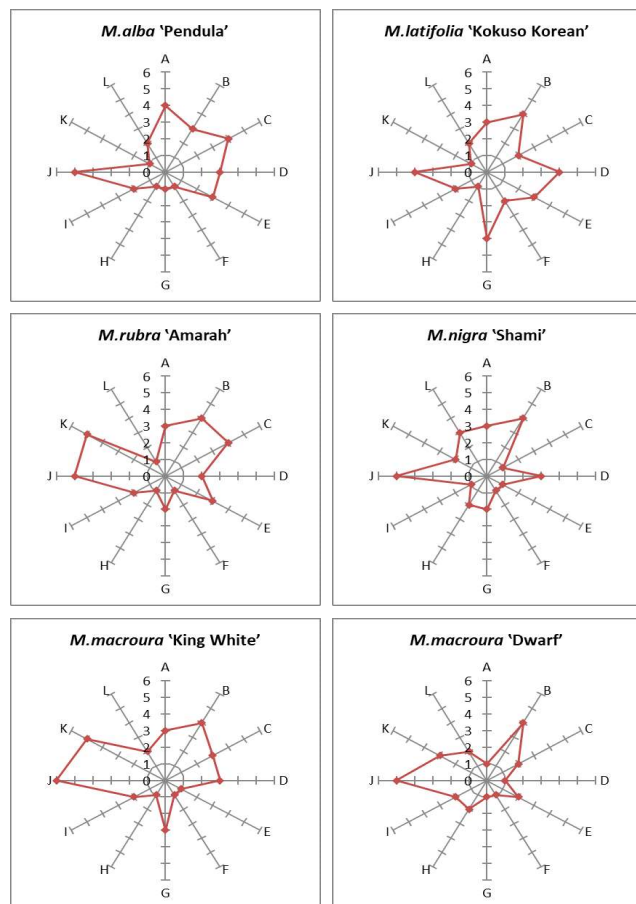 M.alba ‘Pendula’
A
B
C
D
E
F
G
H
I
J
K
L
6
5
4
3
2
1
0
M.latifolia ‘Kokuso Korean’
A
B
C
D
E
F
G
H
I
J
K
L
6
5
4
3
2
1
0
M.rubra ‘Amarah’
A
B
C
D
E
F
G
H
I
J
K
L
6
5
4
3
2
1
0
M.nigra ‘Shami’
A
B
C
D
E
F
G
H
I
J
K
L
6
5
4
3
2
1
0
M.macroura ‘King White’
A
B
C
D
E
F
G
H
I
J
K
L
6
5
4
3
2
1
0
M.macroura ‘Dwarf’
A
B
C
D
E
F
G
H
I
J
K
L
6
5
4
3
2
1
0